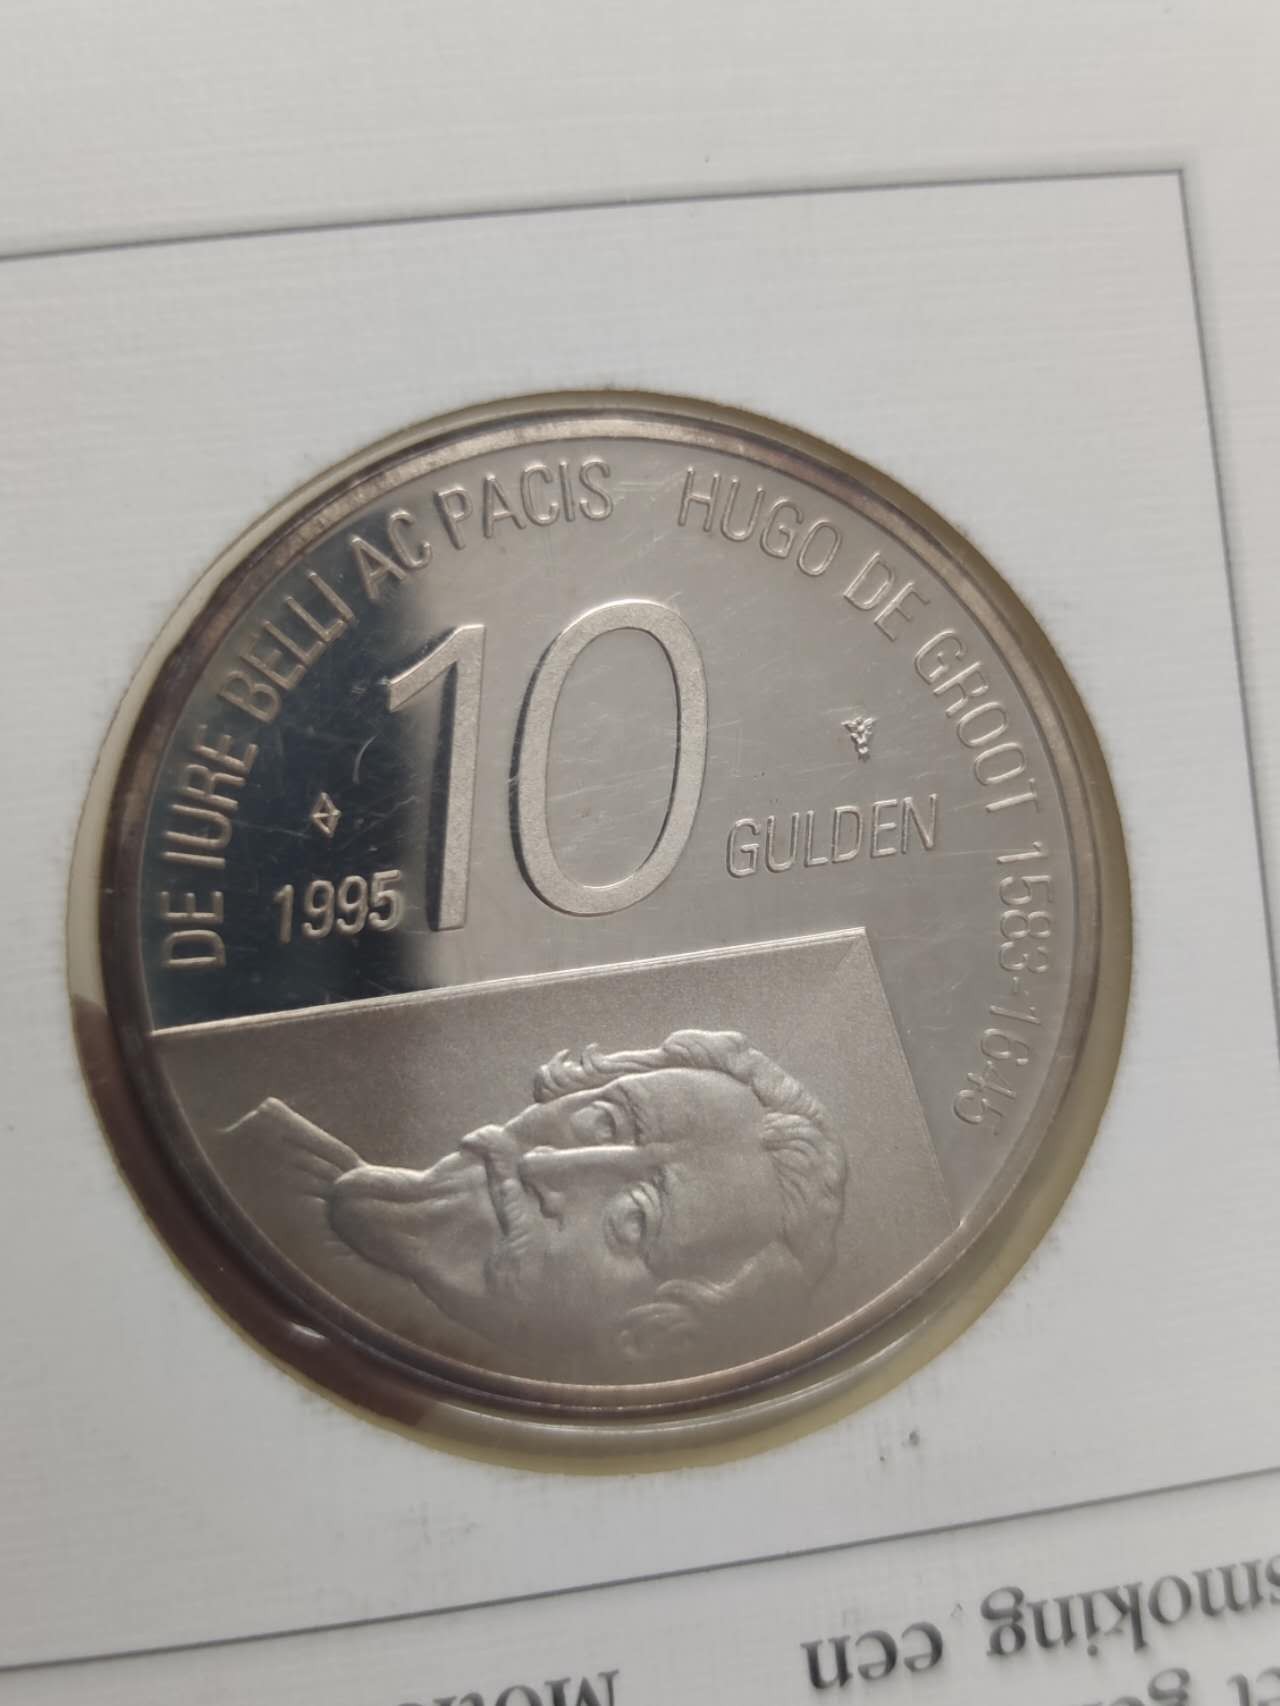 DE IURE BELLI AC PACIS HUGO DE GROOT 1583-1645
10
GULDEN
1995
smoking een